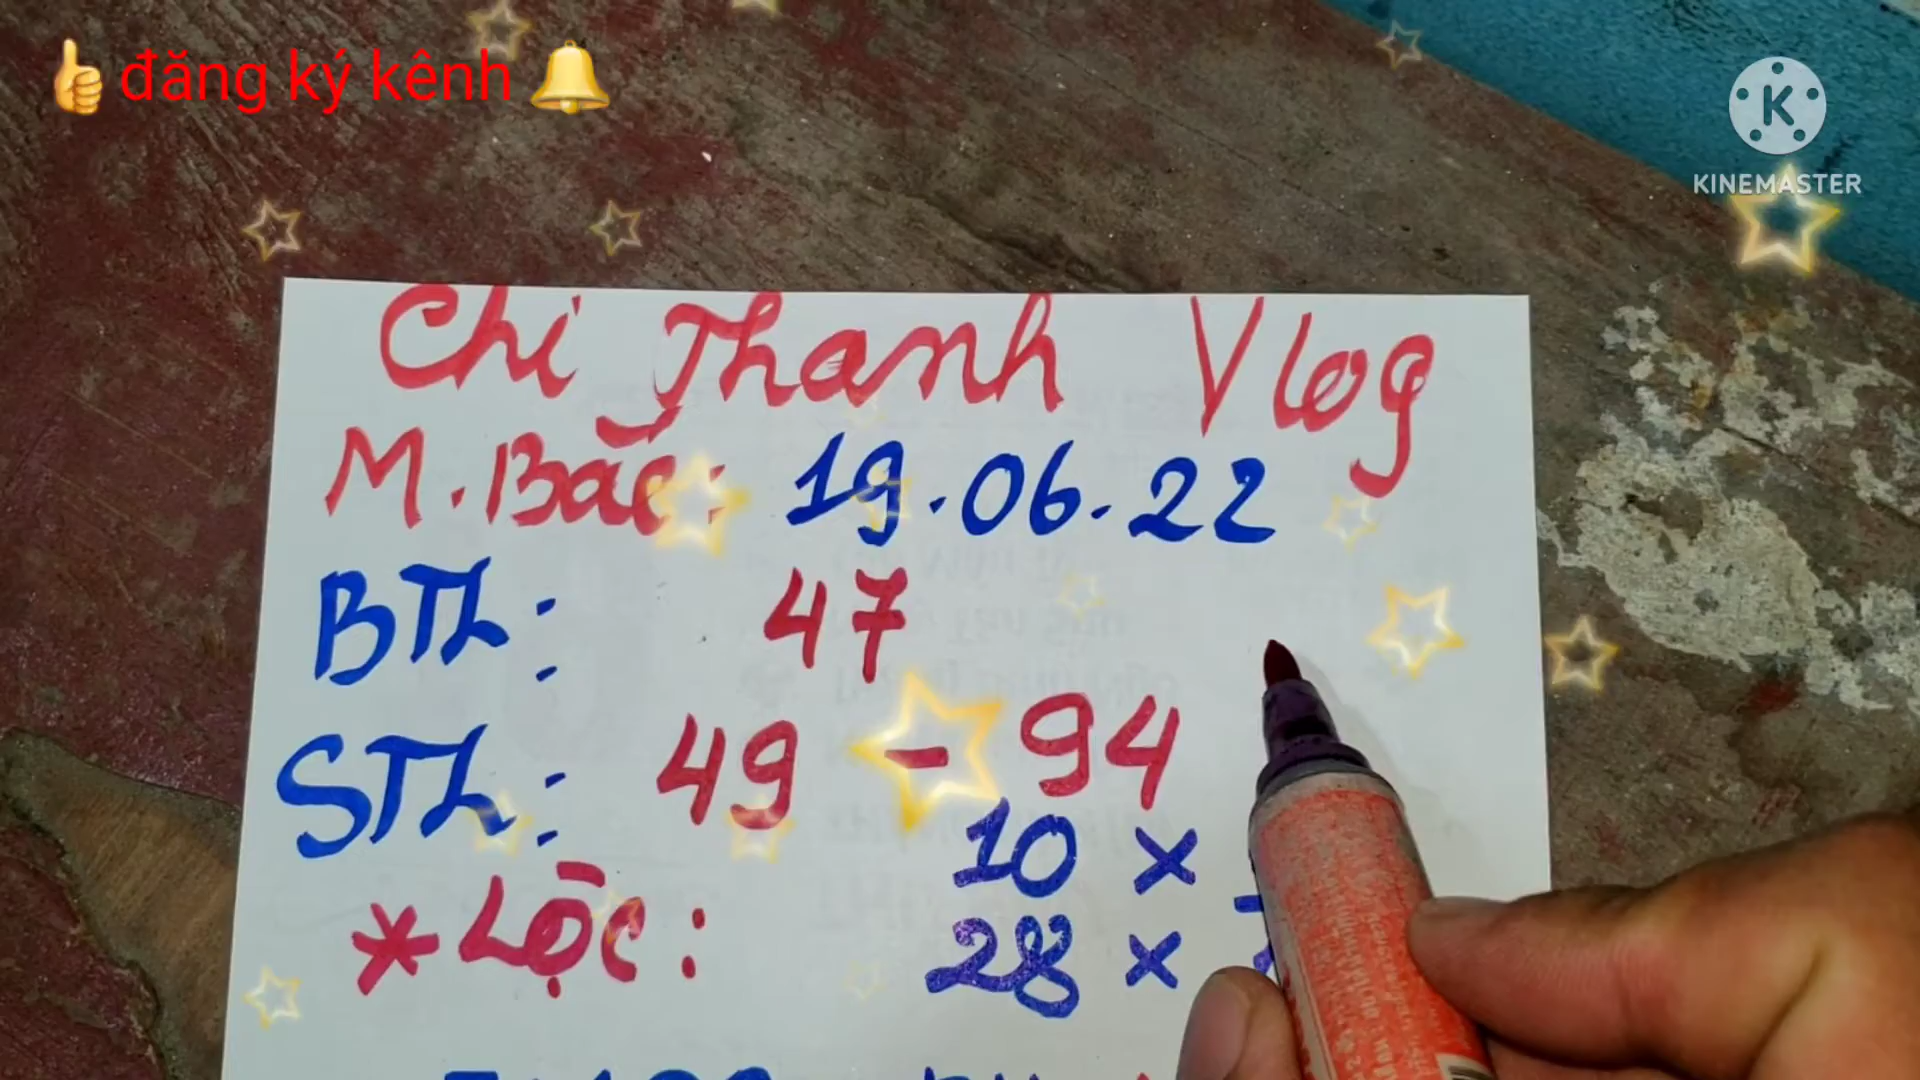 👍 đăng ký kênh 🔔
K
KINEMASTER
Chi Thanh Vlog
M. Bắc: 19.06.22
BTL: 47
STL: 49 - 94
* Lộc: 10 x
28 x